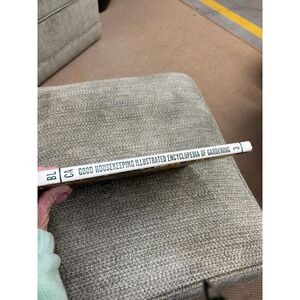 BL
CA
GOOD HOUSEKEEPING ILLUSTRATED ENCYCLOPEDIA OF GARDENING
3